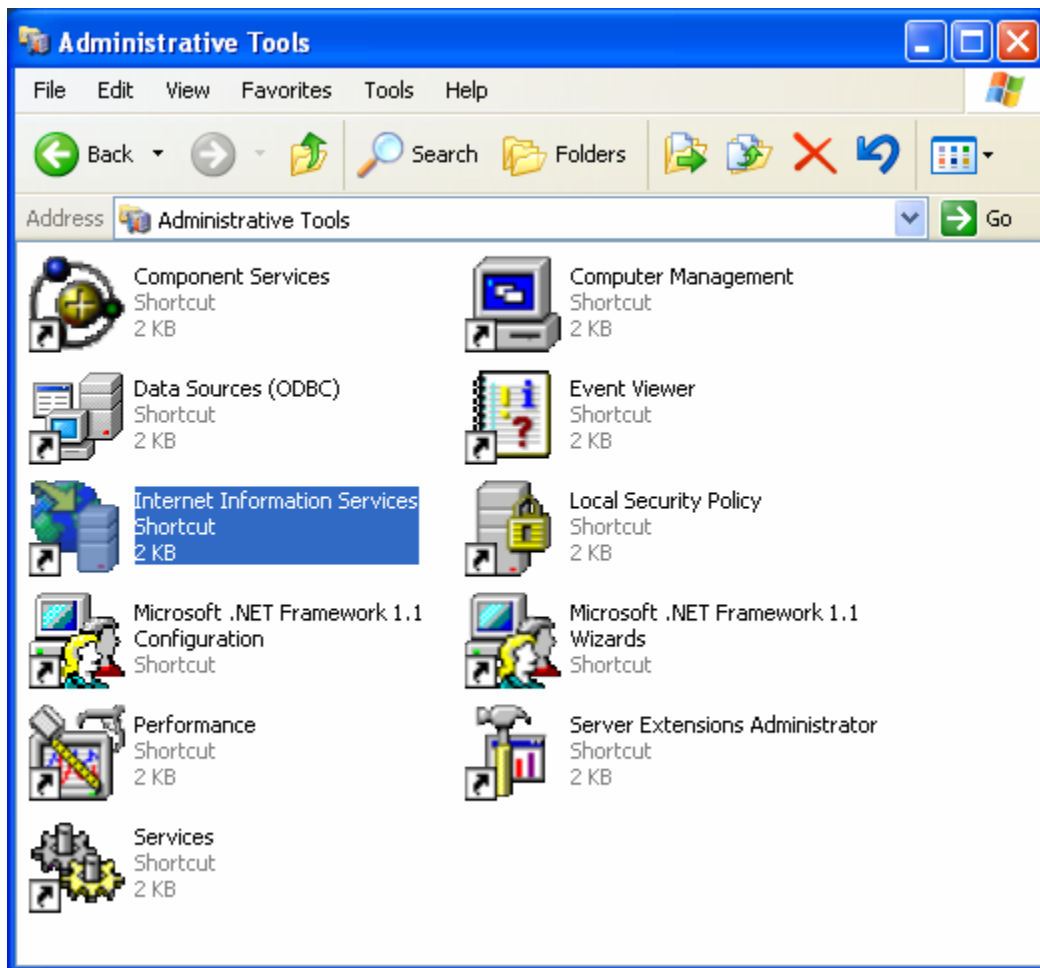 Administrative Tools
File Edit View Favorites Tools Help
Back Search Folders
Address Administrative Tools Go
Component Services
Shortcut
2 KB
Computer Management
Shortcut
2 KB
Data Sources (ODBC)
Shortcut
2 KB
Event Viewer
Shortcut
2 KB
Internet Information Services
Shortcut
2 KB
Local Security Policy
Shortcut
2 KB
Microsoft .NET Framework 1.1
Configuration
Shortcut
Microsoft .NET Framework 1.1
Wizards
Shortcut
Performance
Shortcut
2 KB
Server Extensions Administrator
Shortcut
2 KB
Services
Shortcut
2 KB